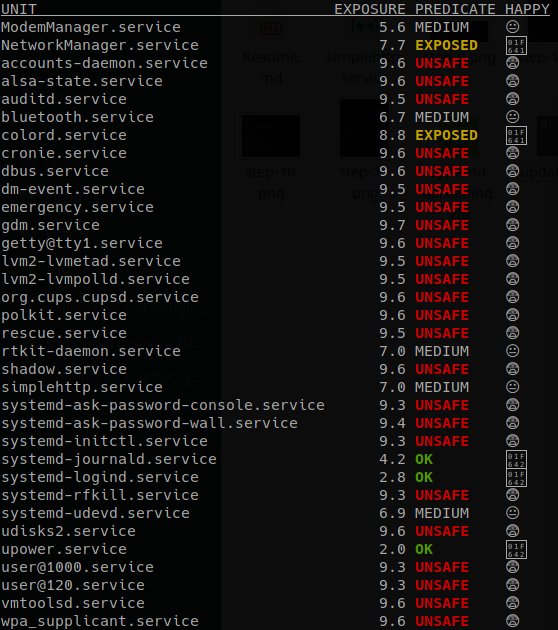 UNIT EXPOSURE PREDICATE HAPPY
ModemManager.service 5.6 MEDIUM 😐
NetworkManager.service 7.7 EXPOSED 01F641
accounts-daemon.service 9.6 UNSAFE 😨
alsa-state.service 9.6 UNSAFE 😨
auditd.service 9.5 UNSAFE 😨
bluetooth.service 6.7 MEDIUM 😐
colord.service 8.8 EXPOSED 01F641
cronie.service 9.6 UNSAFE 😨
dbus.service 9.6 UNSAFE 😨
dm-event.service 9.5 UNSAFE 😨
emergency.service 9.5 UNSAFE 😨
gdm.service 9.7 UNSAFE 😨
getty@tty1.service 9.6 UNSAFE 😨
lvm2-lvmetad.service 9.5 UNSAFE 😨
lvm2-lvmpolld.service 9.5 UNSAFE 😨
org.cups.cupsd.service 9.6 UNSAFE 😨
polkit.service 9.6 UNSAFE 😨
rescue.service 9.5 UNSAFE 😨
rtkit-daemon.service 7.0 MEDIUM 😐
shadow.service 9.6 UNSAFE 😨
simplehttp.service 7.0 MEDIUM 😐
systemd-ask-password-console.service 9.3 UNSAFE 😨
systemd-ask-password-wall.service 9.4 UNSAFE 😨
systemd-initctl.service 9.3 UNSAFE 😨
systemd-journald.service 4.2 OK 01F642
systemd-logind.service 2.8 OK 01F642
systemd-rfkill.service 9.3 UNSAFE 😨
systemd-udevd.service 6.9 MEDIUM 😐
udisks2.service 9.6 UNSAFE 😨
upower.service 2.0 OK 01F642
user@1000.service 9.3 UNSAFE 😨
user@120.service 9.3 UNSAFE 😨
vmtoolsd.service 9.6 UNSAFE 😨
wpa_supplicant.service 9.6 UNSAFE 😨